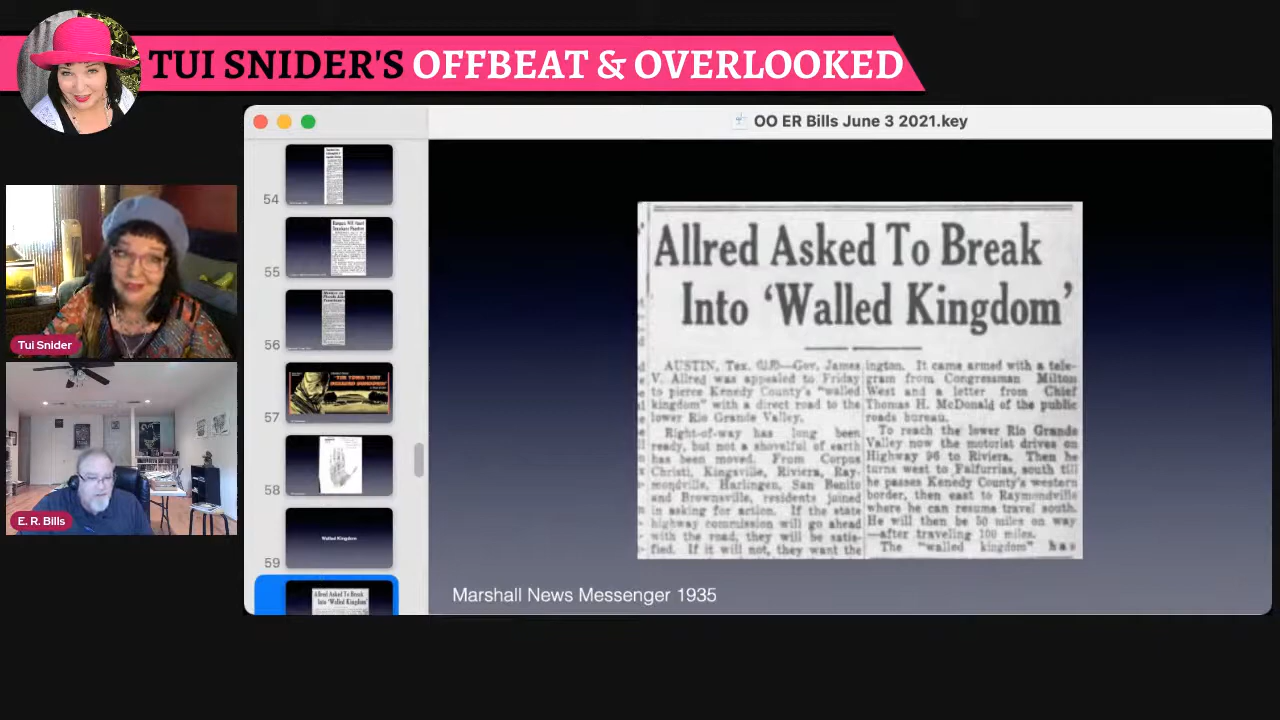 TUI SNIDER'S OFFBEAT & OVERLOOKED
OO ER Bills June 3 2021.key
54
55
56
57
58
59
Walled Kingdom
Allred Asked To Break
Into 'Walled Kingdom'
Tui Snider
E. R. Bills
Allred Asked To Break
Into 'Walled Kingdom'
AUSTIN, Tex. (UP)—Gov. James
V. Allred was appealed to Friday
to pierce Kenedy County's "walled
kingdom" with a direct road to the
lower Rio Grande Valley.
Right-of-way has long been
ready, but not a shovelful of earth
has been moved. From Corpus
Christi, Kingsville, Riviera, Ray-
mondville, Harlingen, San Benito
and Brownsville, residents joined
in asking for action. If the state
highway commission will go ahead
with the road, they will be satis-
fied. If it will not, they want the
ington. It came armed with a tele-
gram from Congressman Milton
West and a letter from Chief
Thomas H. McDonald of the public
roads bureau.
To reach the lower Rio Grande
Valley now the motorist drives on
Highway 96 to Riviera. Then he
turns west to Falfurrias, south till
he passes Kenedy County's western
border, then east to Raymondville
where he can resume travel south.
He will then be 50 miles on way
—after traveling 100 miles.
The "walled kingdom" has
Marshall News Messenger 1935